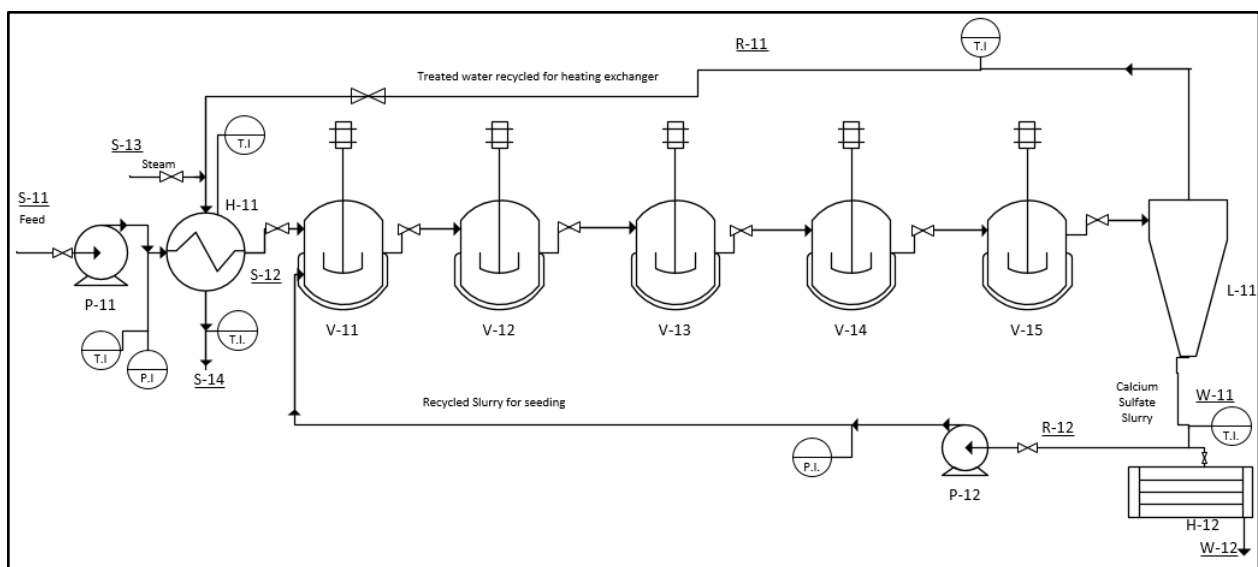 R-11
T.I
Treated water recycled for heating exchanger
S-13
T.I
Steam
S-11
H-11
Feed
S-12
L-11
P-11
V-11
V-12
V-13
V-14
V-15
T.I
T.I.
P.I
S-14
Calcium
Sulfate
Slurry
W-11
T.I.
Recycled Slurry for seeding
R-12
P.I.
P-12
H-12
W-12